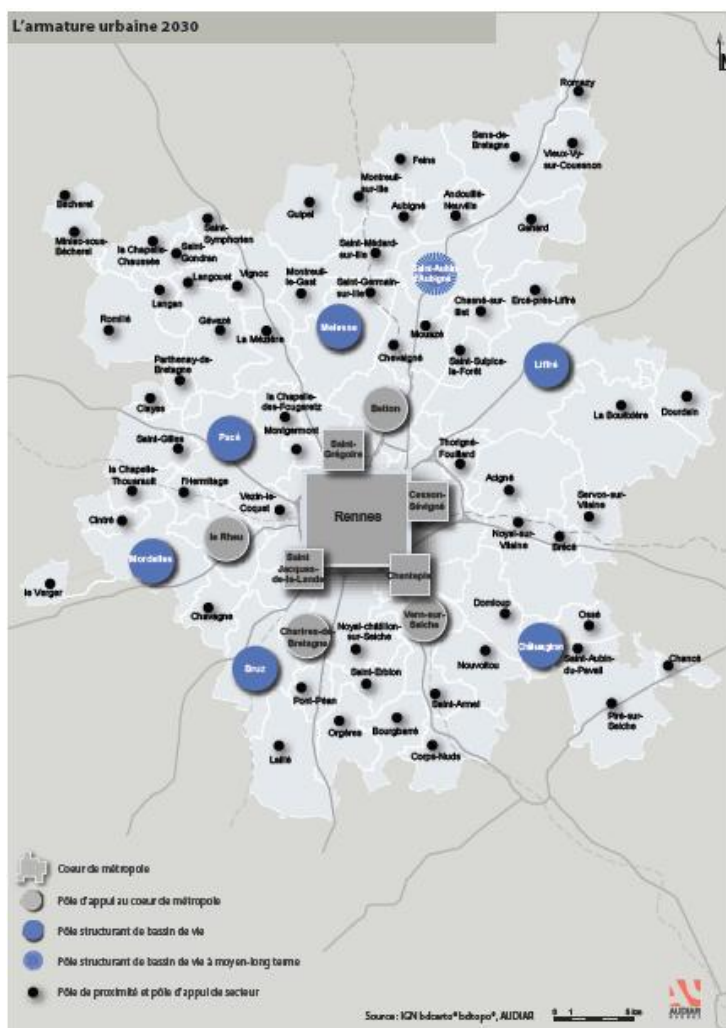 L'armature urbaine 2030
N
Romazy
Sens-de-
Bretagne
Vieux-Vy-
sur-Couesnon
Feins
Montreuil-
sur-Ille
Aubigné
Andouillé-
Neuville
Gahard
Guipel
Bécherel
Miniac-sous-
Bécherel
Saint-
Symphorien
la Chapelle-
Chaussée
Saint-
Gondran
Langouet
Vignoc
Langan
Romillé
Gévezé
La Mézière
Montreuil-
le-Gast
Saint-Médard-
sur-Ille
Saint-Germain-
sur-Ille
Saint-Aubin
d'Aubigné
Chasné-sur-
Illet
Ercé-près-Liffré
Melesse
Mouazé
Chevaigné
Saint-Sulpice-
la-Forêt
Liffré
La Bouëxière
Dourdain
Parthenay-de-
Bretagne
Clayes
Saint-Gilles
Pacé
la Chapelle-
des-Fougeretz
Montgermont
Betton
Saint-
Grégoire
Thorigné-
Fouillard
la Chapelle-
Thouarault
l'Hermitage
Vezin-le-
Coquet
Cintré
Rennes
Cesson-
Sévigné
Acigné
Servon-sur-
Vilaine
Noyal-sur-
Vilaine
Brécé
le Rheu
Mordelles
le Verger
Chavagne
Saint
Jacques-
de-la-Lande
Chantepie
Vern-sur-
Seiche
Chartres-de-
Bretagne
Noyal-châtillon-
sur-Seiche
Domloup
Ossé
Châteaugiron
Saint-Aubin-
du-Pavail
Chancé
Nouvoitou
Piré-sur-
Seiche
Bruz
Pont-Péan
Saint-Erblon
Saint-Armel
Orgères
Bourgbarré
Corps-Nuds
Laillé
Coeur de métropole
Pôle d'appui au coeur de métropole
Pôle structurant de bassin de vie
Pôle structurant de bassin de vie à moyen-long terme
Pôle de proximité et pôle d'appui de secteur
Source : IGN bdcarto® bdtopo®, AUDIAR
0 1 5 km
AUDIAR
RENNES